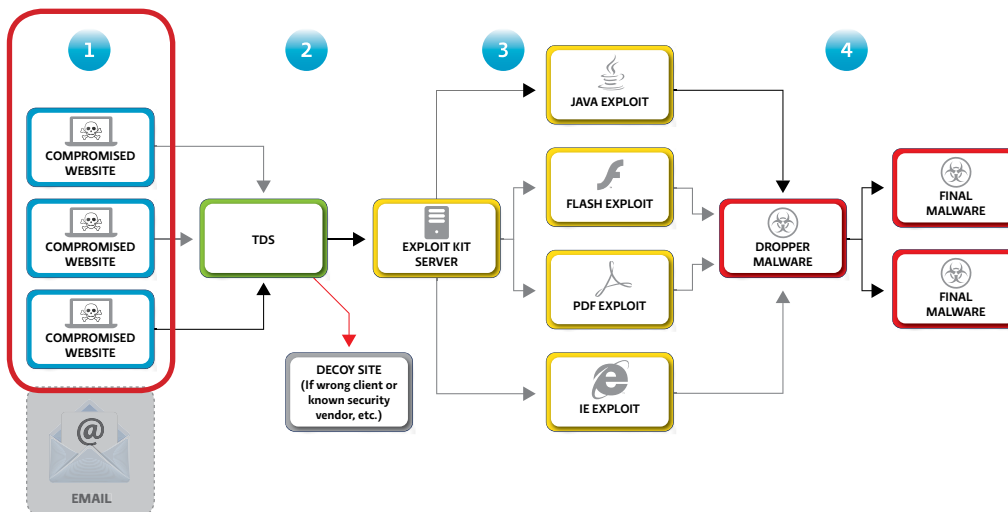 1
2
3
4
COMPROMISED
WEBSITE
COMPROMISED
WEBSITE
COMPROMISED
WEBSITE
@
EMAIL
TDS
DECOY SITE
(If wrong client or
known security
vendor, etc.)
EXPLOIT KIT
SERVER
JAVA EXPLOIT
FLASH EXPLOIT
PDF EXPLOIT
IE EXPLOIT
DROPPER
MALWARE
FINAL
MALWARE
FINAL
MALWARE